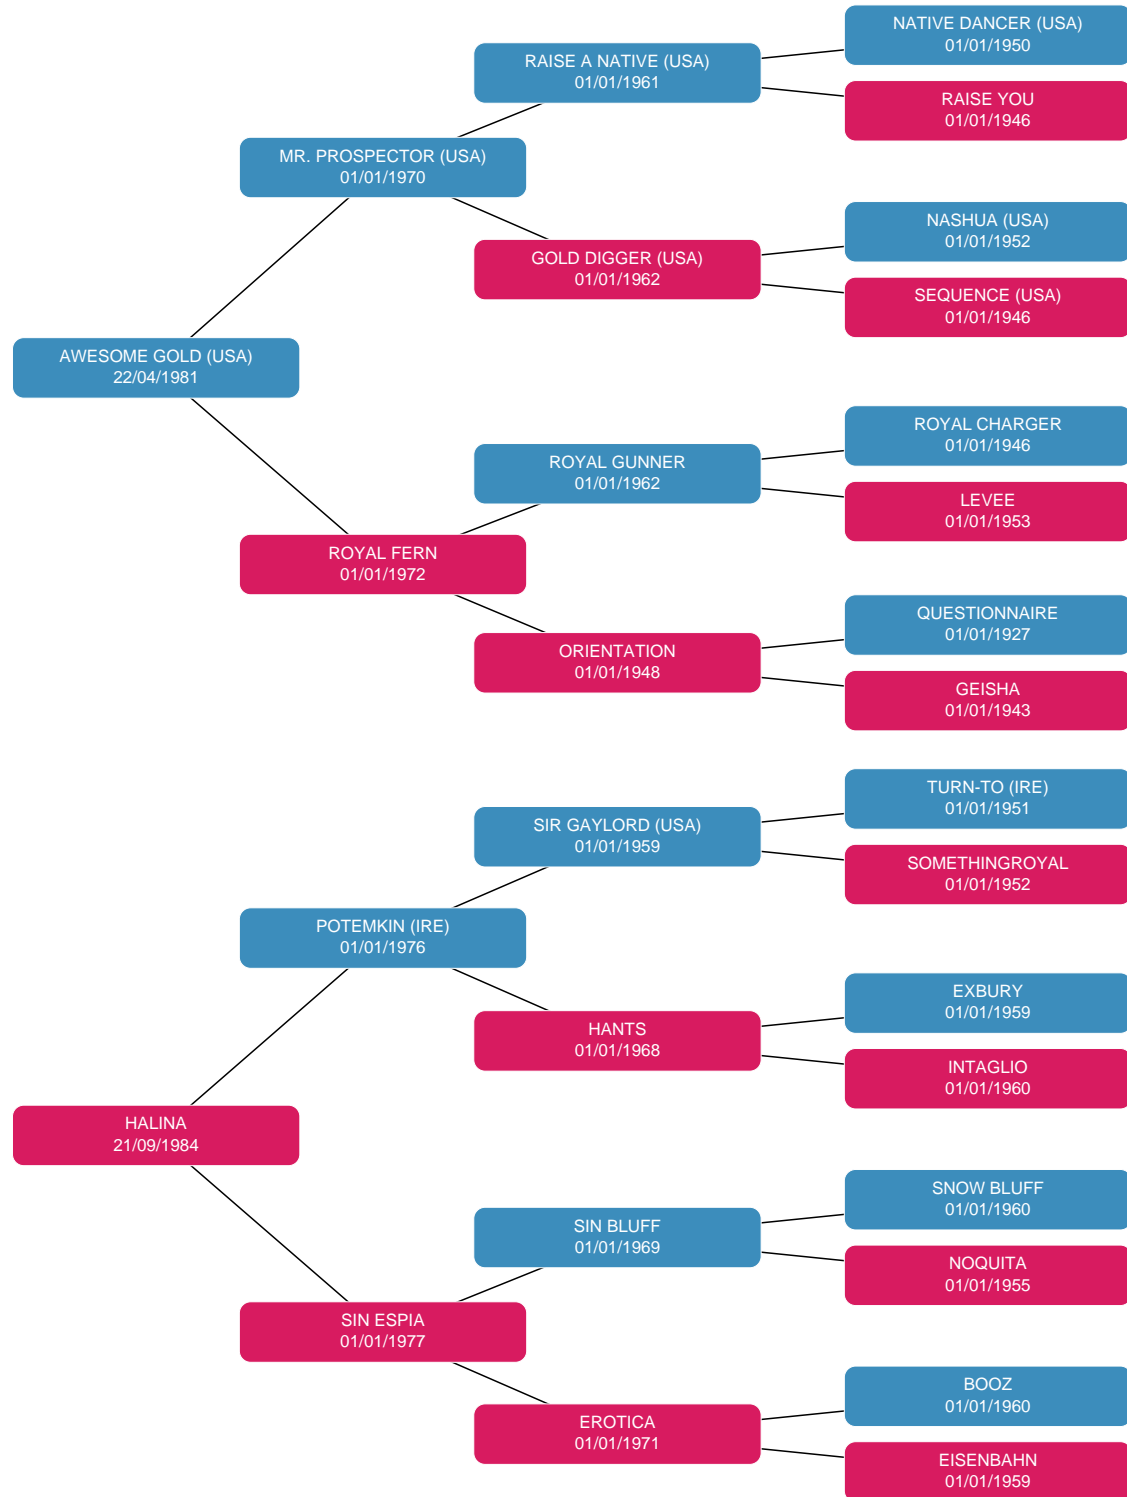 NATIVE DANCER (USA)
01/01/1950
RAISE A NATIVE (USA)
01/01/1961
RAISE YOU
01/01/1946
MR. PROSPECTOR (USA)
01/01/1970
NASHUA (USA)
01/01/1952
GOLD DIGGER (USA)
01/01/1962
SEQUENCE (USA)
01/01/1946
AWESOME GOLD (USA)
22/04/1981
ROYAL CHARGER
01/01/1946
ROYAL GUNNER
01/01/1962
LEVEE
01/01/1953
ROYAL FERN
01/01/1972
QUESTIONNAIRE
01/01/1927
ORIENTATION
01/01/1948
GEISHA
01/01/1943
TURN-TO (IRE)
01/01/1951
SIR GAYLORD (USA)
01/01/1959
SOMETHINGROYAL
01/01/1952
POTEMKIN (IRE)
01/01/1976
EXBURY
01/01/1959
HANTS
01/01/1968
INTAGLIO
01/01/1960
HALINA
21/09/1984
SNOW BLUFF
01/01/1960
SIN BLUFF
01/01/1969
NOQUITA
01/01/1955
SIN ESPIA
01/01/1977
BOOZ
01/01/1960
EROTICA
01/01/1971
EISENBAHN
01/01/1959